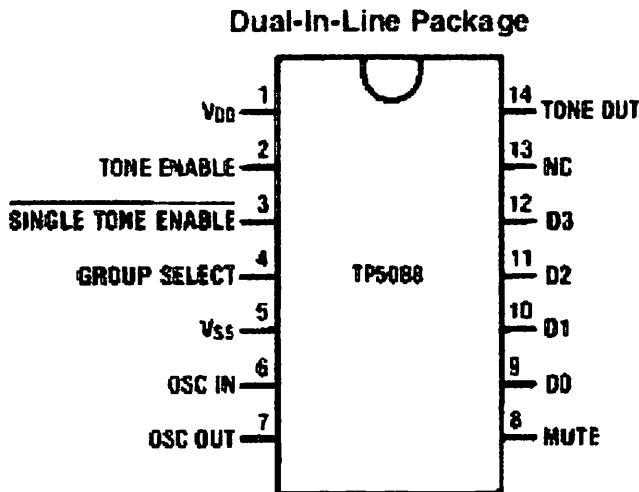 Dual-In-Line Package
1 14
VDD TONE OUT
2 13
TONE ENABLE NC
3 12
SINGLE TONE ENABLE D3
4 11
GROUP SELECT TP5088 D2
5 10
VSS D1
6 9
OSC IN D0
7 8
OSC OUT MUTE